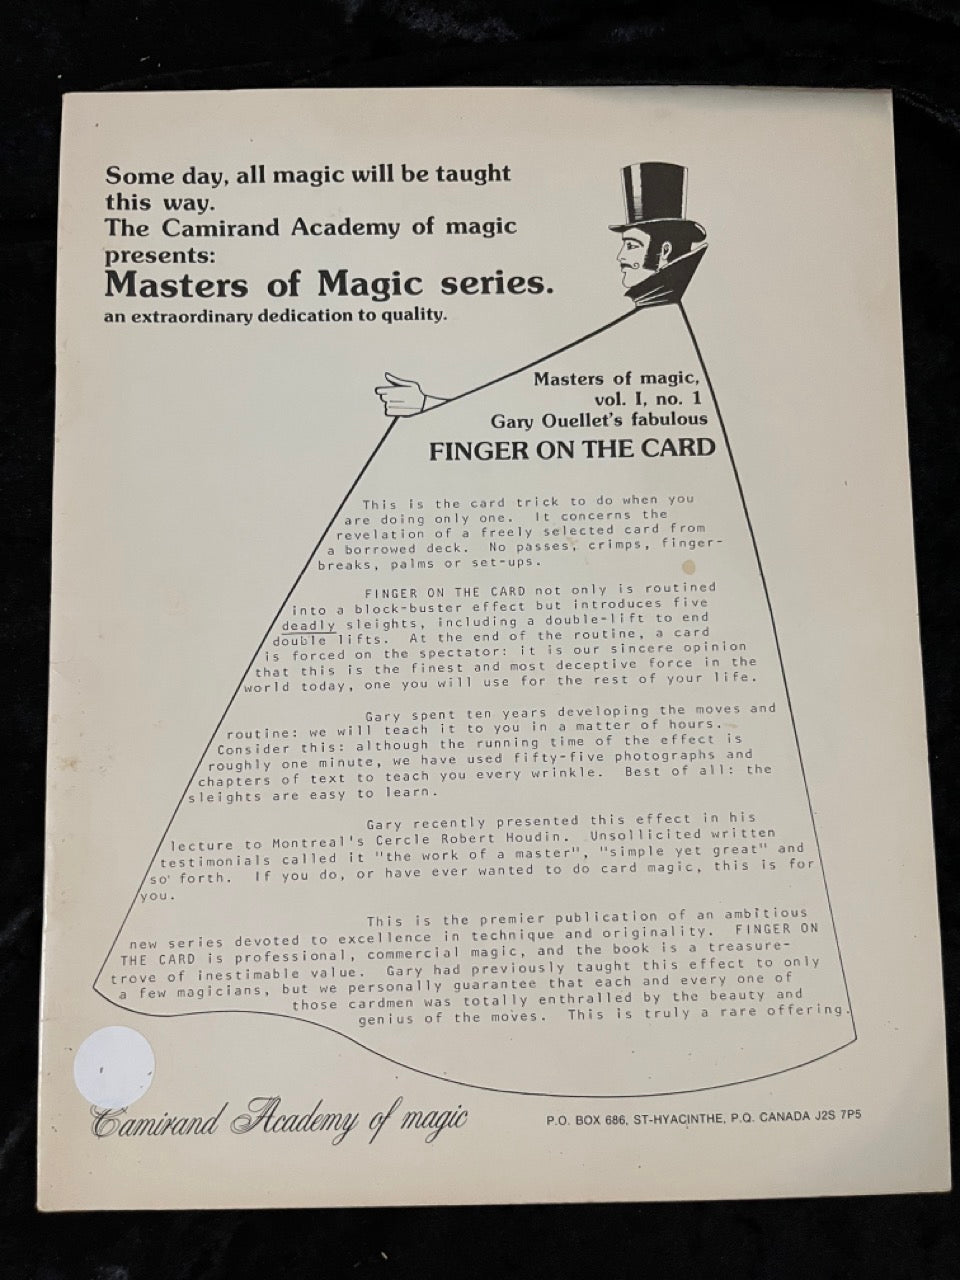 Some day, all magic will be taught
this way.
The Camirand Academy of magic
presents:
Masters of Magic series.
an extraordinary dedication to quality.
Masters of magic,
vol. I, no. 1
Gary Ouellet's fabulous
FINGER ON THE CARD
This is the card trick to do when you
are doing only one. It concerns the
revelation of a freely selected card from
a borrowed deck. No passes, crimps, finger-
breaks, palms or set-ups.
FINGER ON THE CARD not only is routined
into a block-buster effect but introduces five
deadly sleights, including a double-lift to end
double lifts. At the end of the routine, a card
is forced on the spectator: it is our sincere opinion
that this is the finest and most deceptive force in the
world today, one you will use for the rest of your life.
Gary spent ten years developing the moves and
routine: we will teach it to you in a matter of hours.
Consider this: although the running time of the effect is
roughly one minute, we have used fifty-five photographs and
chapters of text to teach you every wrinkle. Best of all: the
sleights are easy to learn.
Gary recently presented this effect in his
lecture to Montreal's Cercle Robert Houdin. Unsollicited written
testimonials called it "the work of a master", "simple yet great" and
so forth. If you do, or have ever wanted to do card magic, this is for
you.
This is the premier publication of an ambitious
new series devoted to excellence in technique and originality. FINGER ON
THE CARD is professional, commercial magic, and the book is a treasure-
trove of inestimable value. Gary had previously taught this effect to only
a few magicians, but we personally guarantee that each and every one of
those cardmen was totally enthralled by the beauty and
genius of the moves. This is truly a rare offering.
Camirand Academy of magic
P.O. BOX 686, ST-HYACINTHE, P.Q. CANADA J2S 7P5